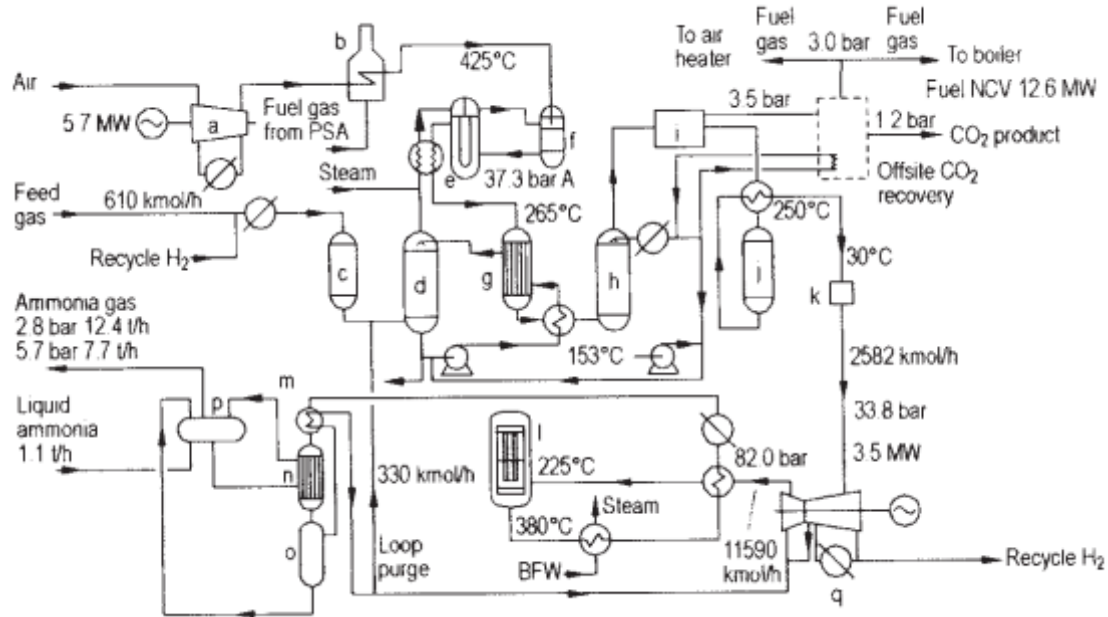 Fuel gas
3.0 bar
Fuel gas
To air heater
To boiler
Fuel NCV 12.6 MW
b
425°C
Air
5.7 MW
a
Fuel gas from PSA
3.5 bar
i
1.2 bar
CO₂ product
Offsite CO₂ recovery
f
e
37.3 bar A
Steam
Feed gas
610 kmol/h
Recycle H₂
265°C
250°C
c
d
g
h
j
30°C
k
153°C
2582 kmol/h
Ammonia gas
2.8 bar 12.4 t/h
5.7 bar 7.7 t/h
m
p
Liquid ammonia
1.1 t/h
n
o
330 kmol/h
Loop purge
l
225°C
82.0 bar
33.8 bar
3.5 MW
380°C
Steam
BFW
11590 kmol/h
q
Recycle H₂